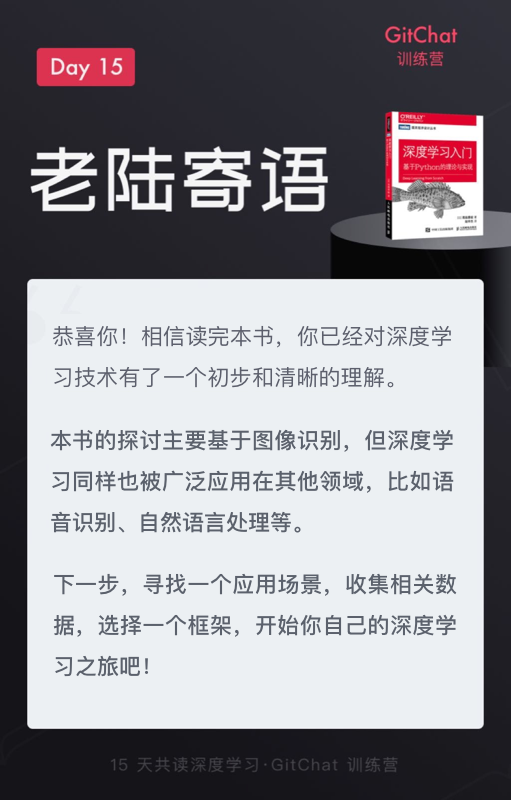 GitChat
训练营
Day 15
老陆寄语
O'REILLY
深度学习入门
基于Python的理论与实现
恭喜你！相信读完本书，你已经对深度学
习技术有了一个初步和清晰的理解。
本书的探讨主要基于图像识别，但深度学
习同样也被广泛应用在其他领域，比如语
音识别、自然语言处理等。
下一步，寻找一个应用场景，收集相关数
据，选择一个框架，开始你自己的深度学
习之旅吧！
15 天共读深度学习·GitChat 训练营